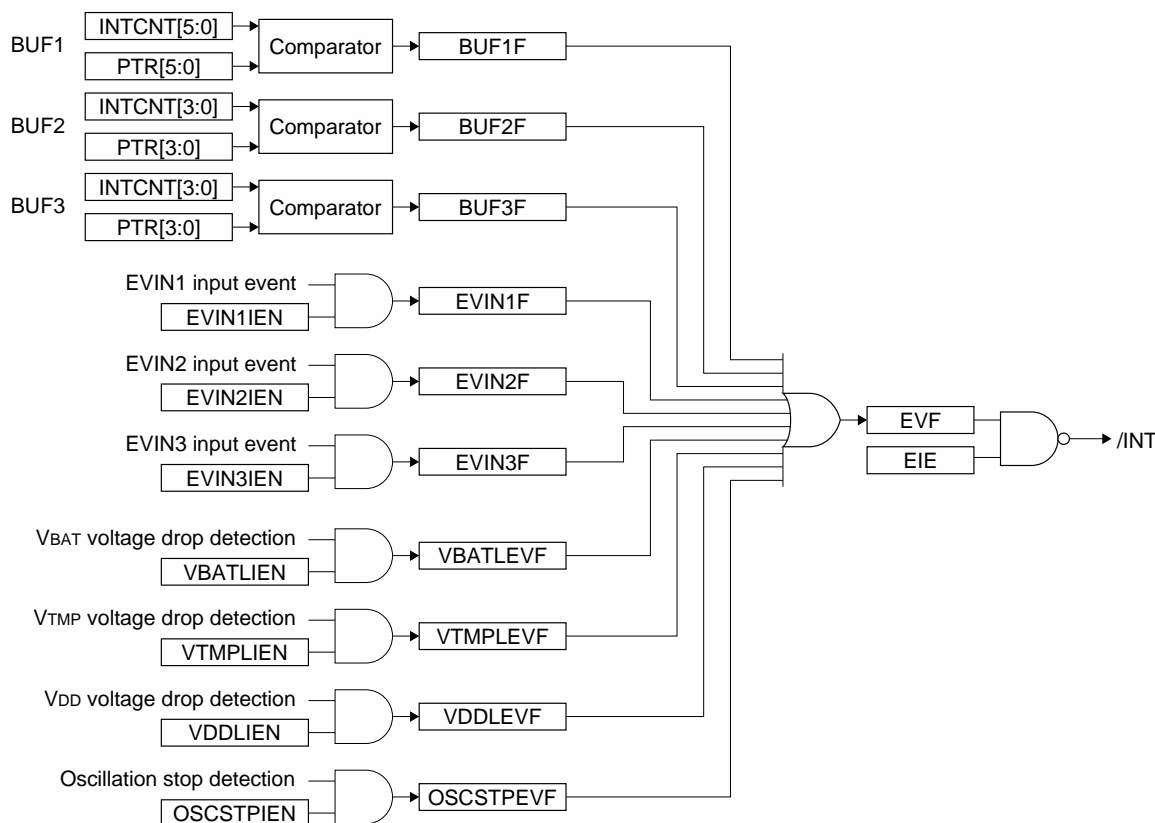 BUF1
INTCNT[5:0]
PTR[5:0]
Comparator
BUF1F
BUF2
INTCNT[3:0]
PTR[3:0]
Comparator
BUF2F
BUF3
INTCNT[3:0]
PTR[3:0]
Comparator
BUF3F
EVIN1 input event
EVIN1IEN
EVIN1F
EVIN2 input event
EVIN2IEN
EVIN2F
EVIN3 input event
EVIN3IEN
EVIN3F
VBAT voltage drop detection
VBATLIEN
VBATLEVF
VTMP voltage drop detection
VTMPLIEN
VTMPLEVF
VDD voltage drop detection
VDDLIEN
VDDLEVF
Oscillation stop detection
OSCSTPIEN
OSCSTPEVF
EVF
EIE
/INT